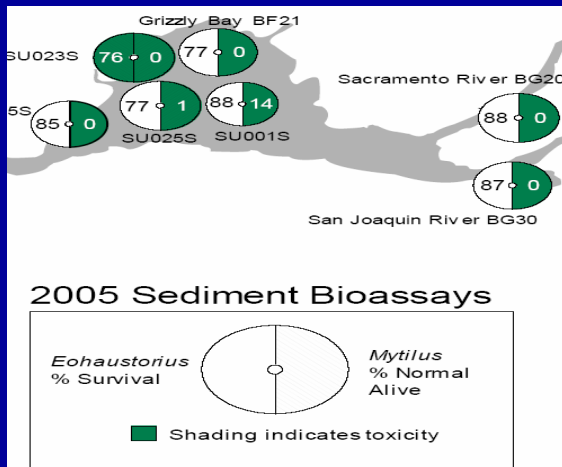 Grizzly Bay BF21
SU023S
76 0
77 0
Sacramento River BG20
5S
85 0
77 1
88 14
88 0
SU025S
SU001S
87 0
San Joaquin River BG30
2005 Sediment Bioassays
Eohaustorius
% Survival
Mytilus
% Normal
Alive
Shading indicates toxicity